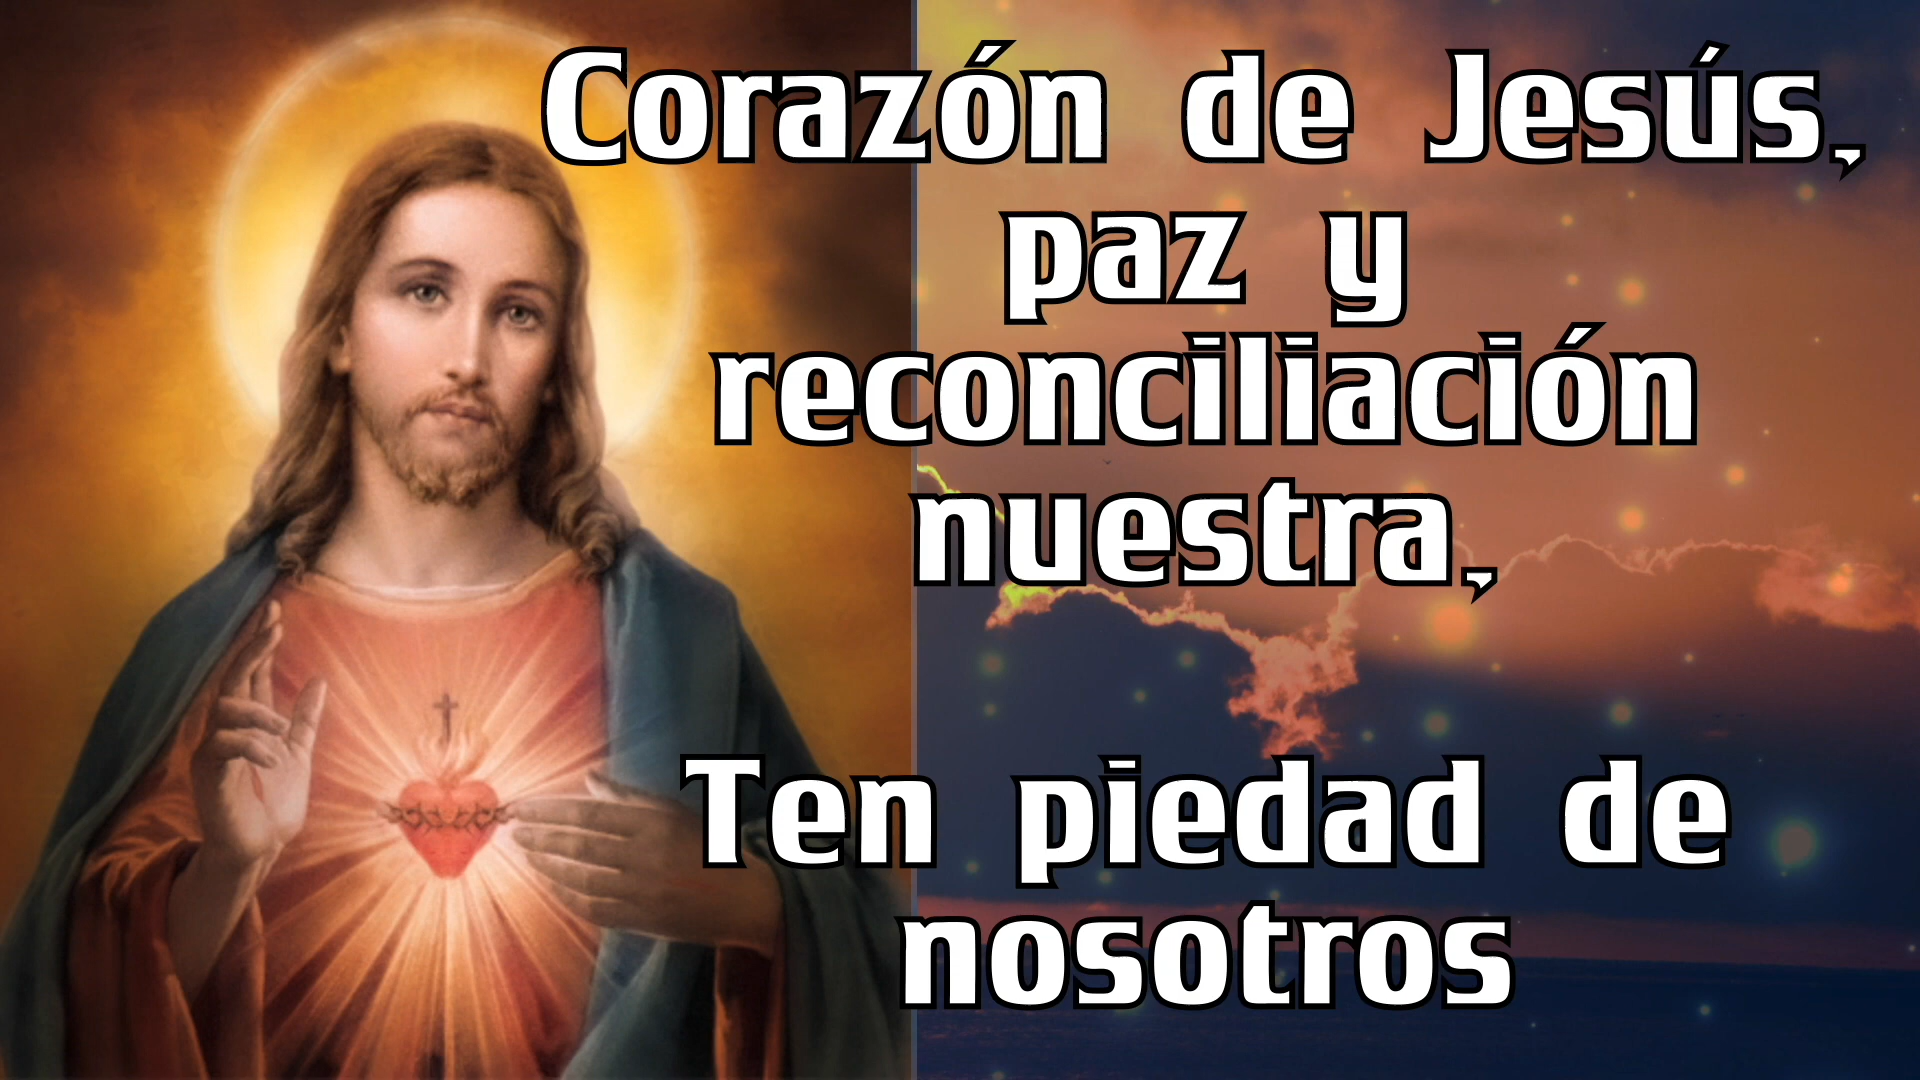 Corazón de Jesús,
paz y
reconciliación
nuestra,
Ten piedad de
nosotros